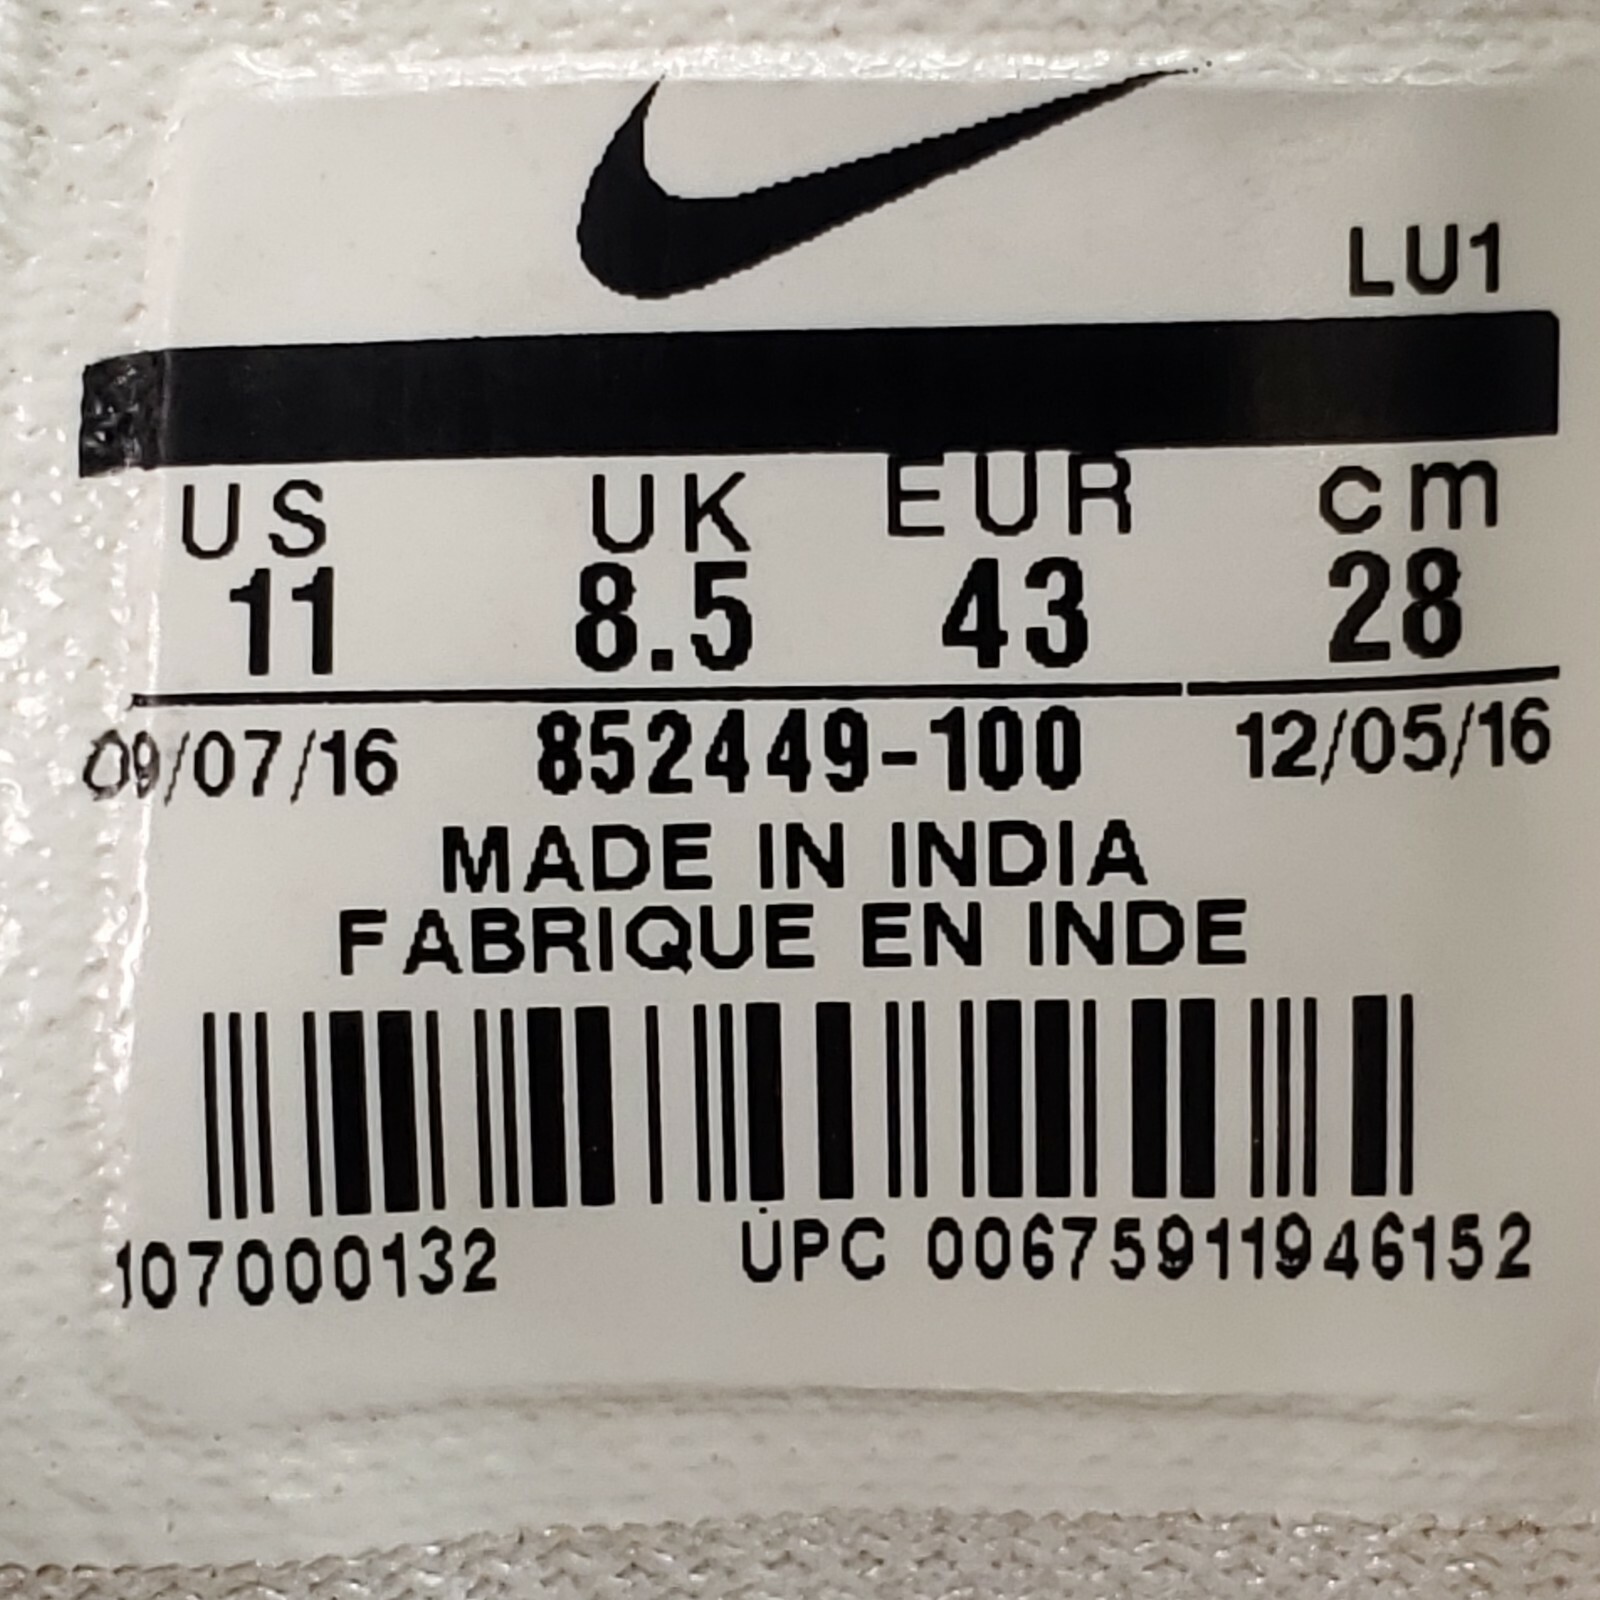 LU1
US UK EUR cm
11 8.5 43 28
09/07/16 852449-100 12/05/16
MADE IN INDIA
FABRIQUE EN INDE
107000132 UPC 00675911946152